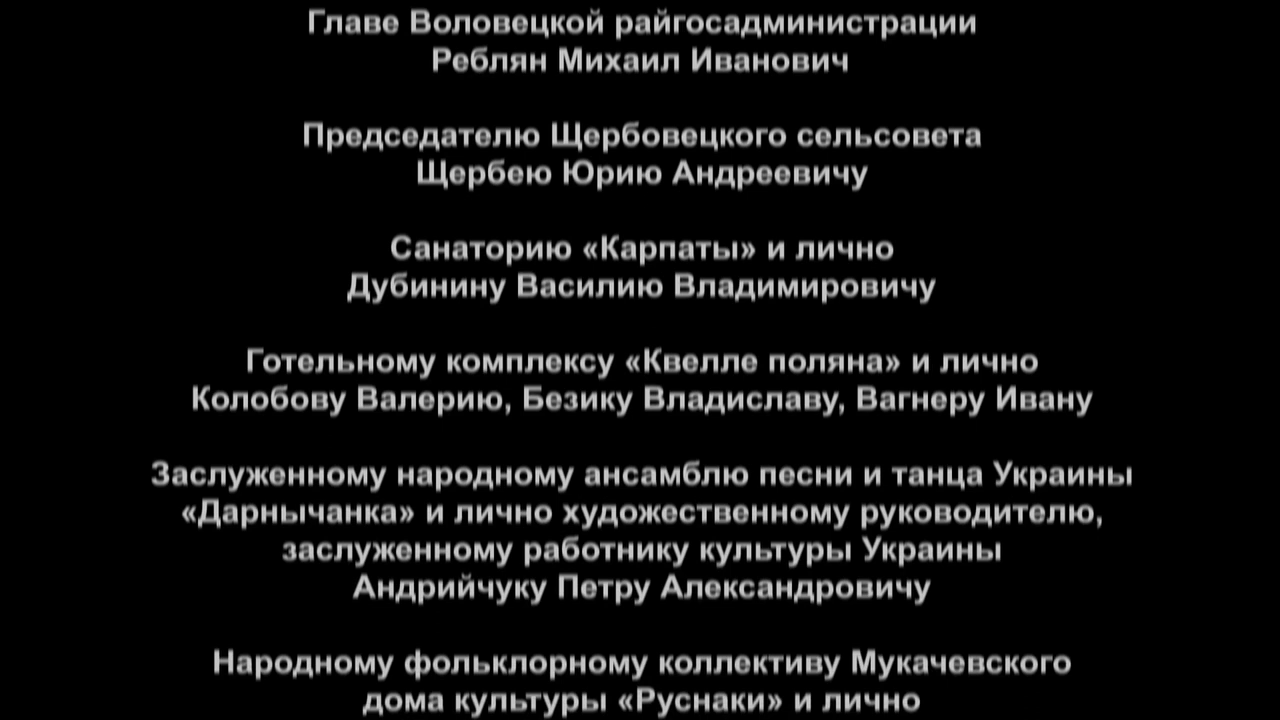 Главе Воловецкой райгосадминистрации
Реблян Михаил Иванович
Председателю Щербовецкого сельсовета
Щербею Юрию Андреевичу
Санаторию «Карпаты» и лично
Дубинину Василию Владимировичу
Готельному комплексу «Квелле поляна» и лично
Колобову Валерию, Безику Владиславу, Вагнеру Ивану
Заслуженному народному ансамблю песни и танца Украины
«Дарнычанка» и лично художественному руководителю,
заслуженному работнику культуры Украины
Андрийчуку Петру Александровичу
Народному фольклорному коллективу Мукачевского
дома культуры «Руснаки» и лично